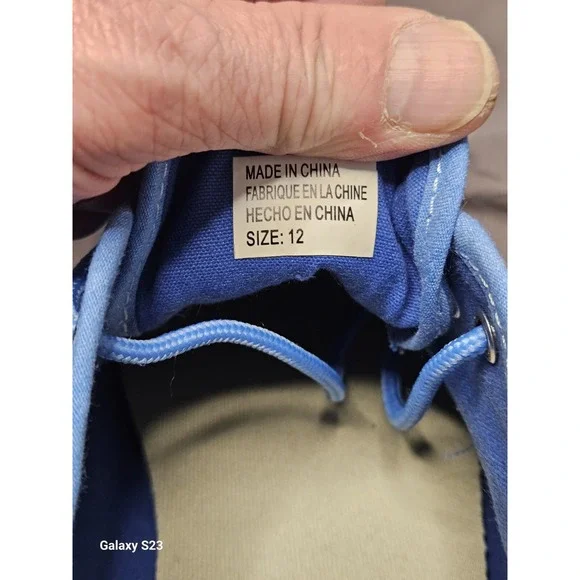 MADE IN CHINA
FABRIQUE EN LA CHINE
HECHO EN CHINA
SIZE: 12
Galaxy S23